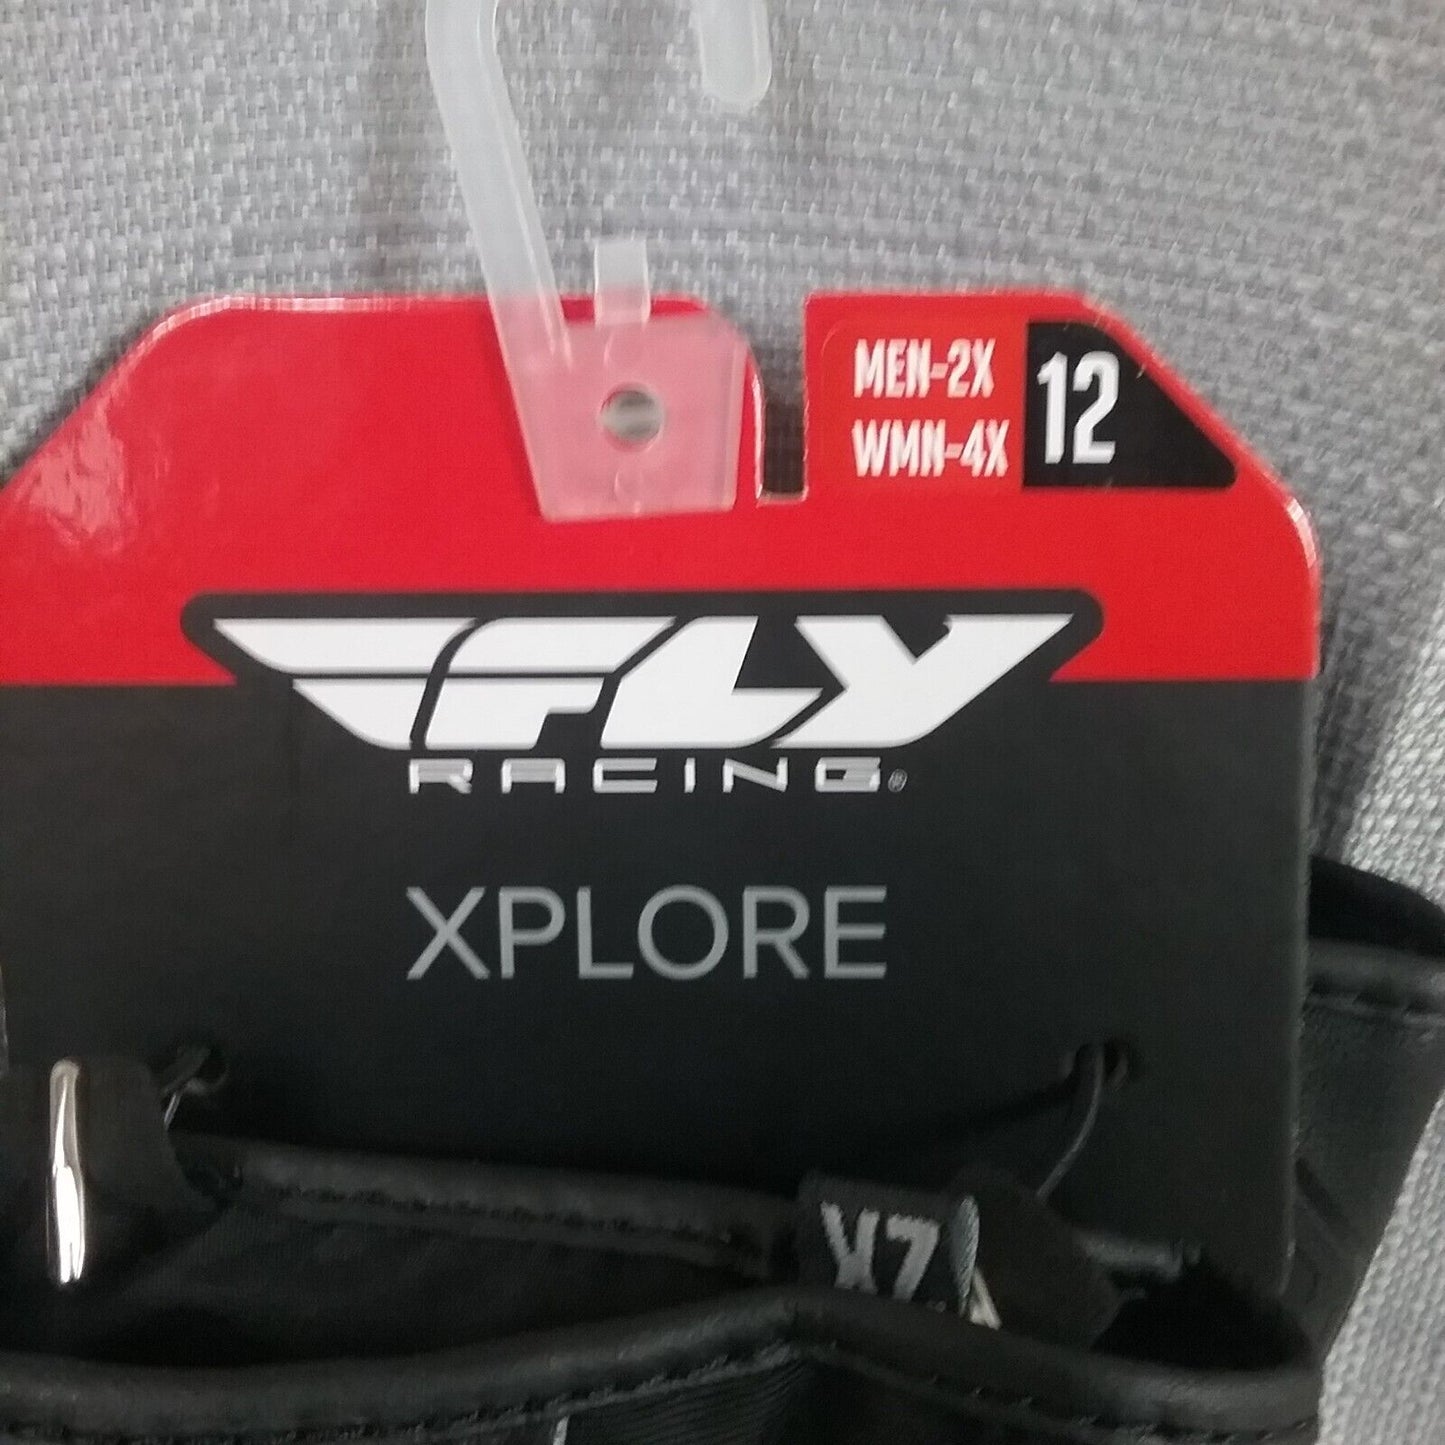 MEN-2X
WMN-4X
12
FLY
RACING®
XPLORE